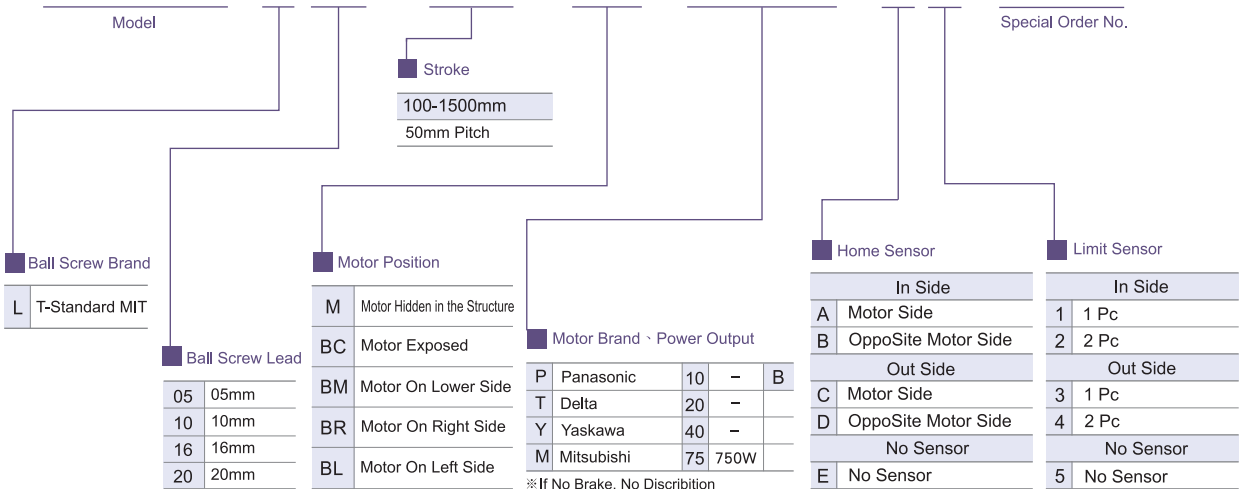 Model
Special Order No.
Stroke
100-1500mm
50mm Pitch
Ball Screw Brand
L T-Standard MIT
Ball Screw Lead
05 05mm
10 10mm
16 16mm
20 20mm
Motor Position
M Motor Hidden in the Structure
BC Motor Exposed
BM Motor On Lower Side
BR Motor On Right Side
BL Motor On Left Side
Motor Brand、Power Output
P Panasonic 10 – B
T Delta 20 –
Y Yaskawa 40 –
M Mitsubishi 75 750W
※If No Brake, No Discribition
Home Sensor
In Side
A Motor Side
B OppoSite Motor Side
Out Side
C Motor Side
D OppoSite Motor Side
No Sensor
E No Sensor
Limit Sensor
In Side
1 1 Pc
2 2 Pc
Out Side
3 1 Pc
4 2 Pc
No Sensor
5 No Sensor